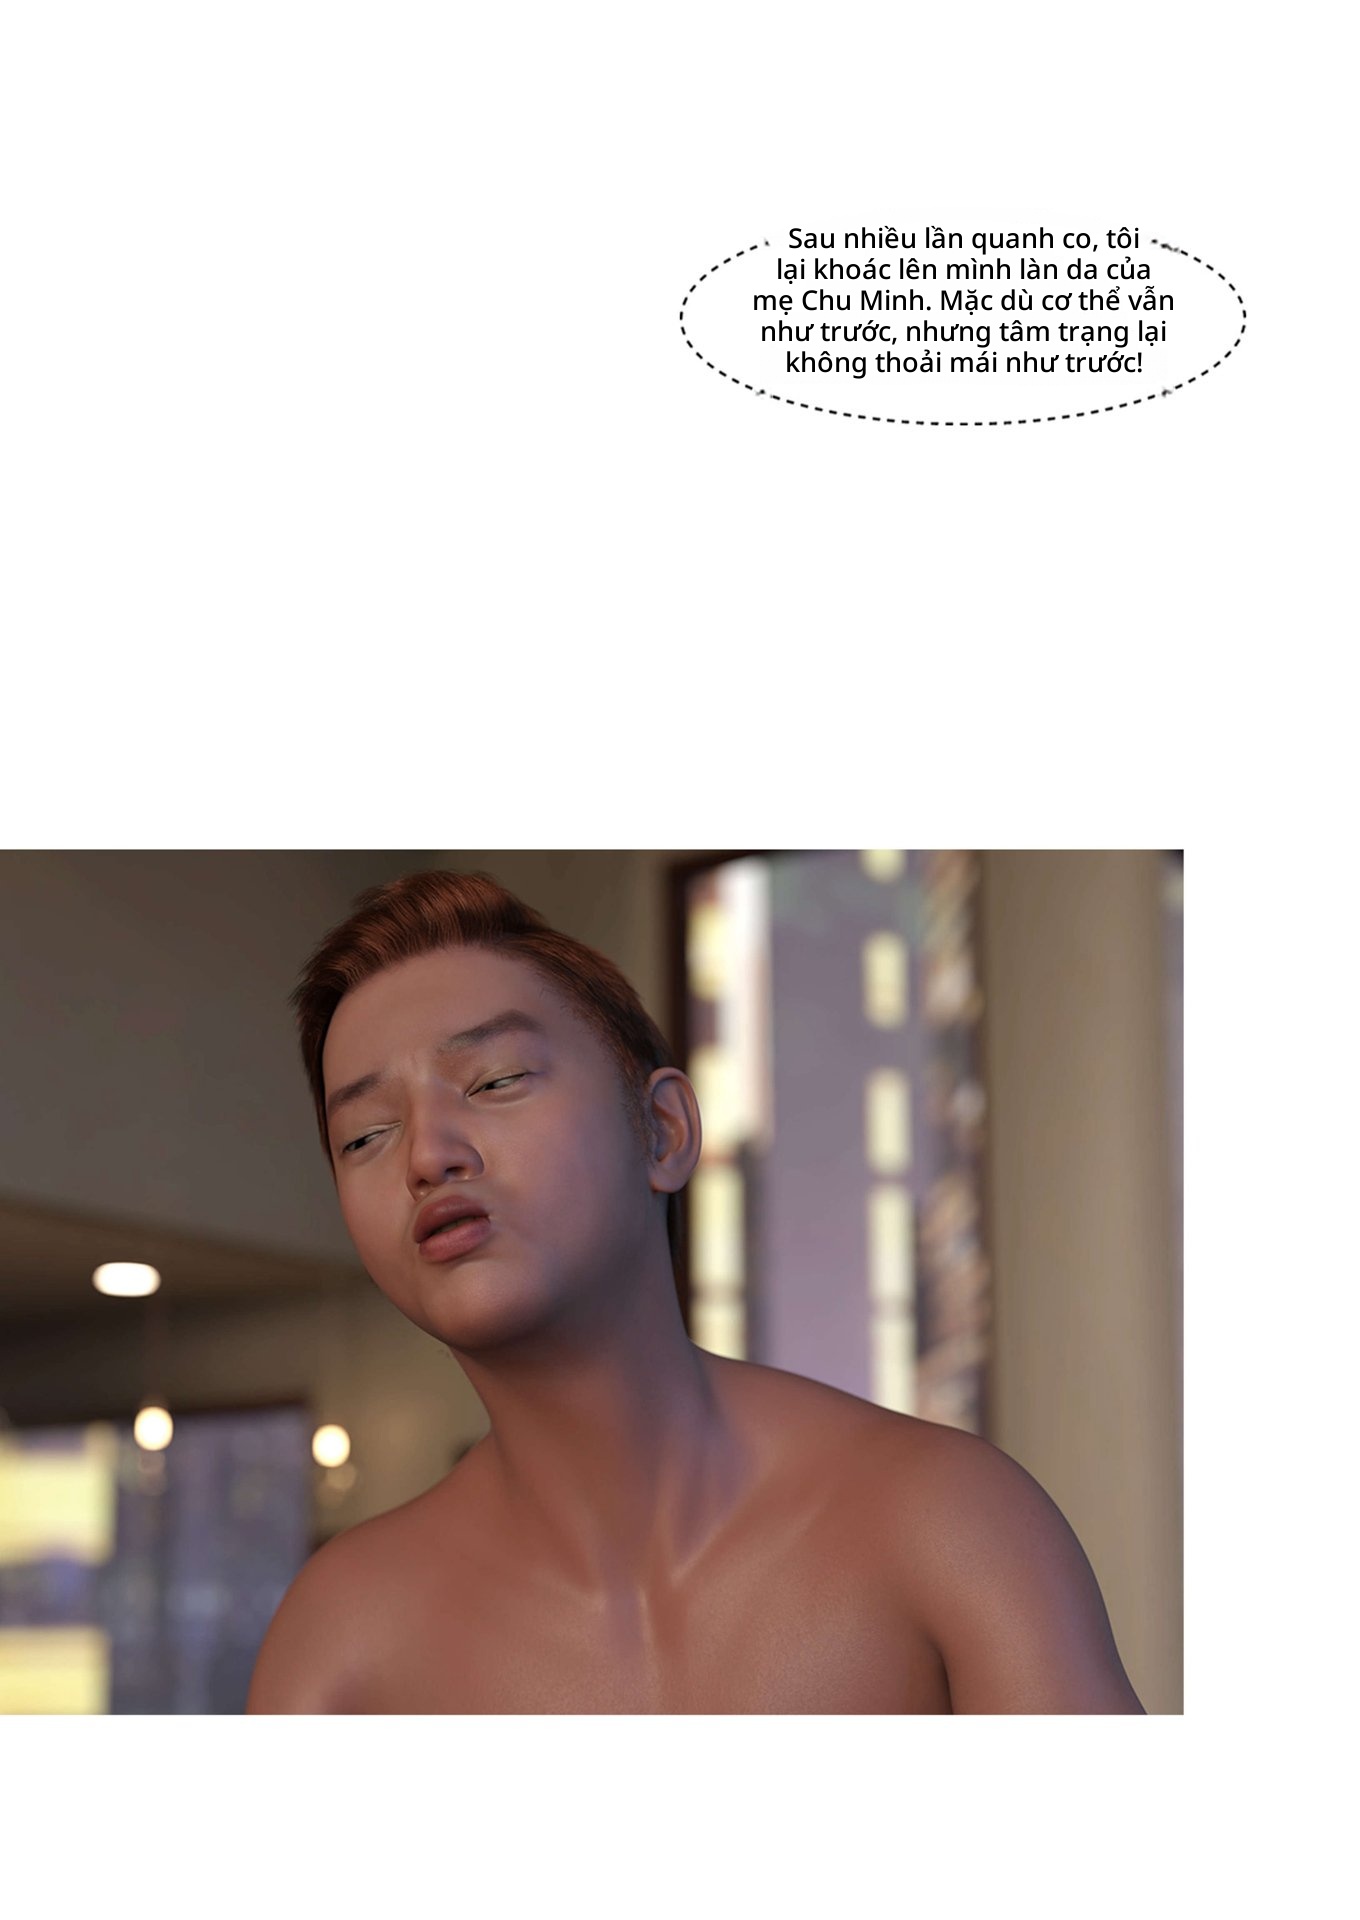 Sau nhiều lần quanh co, tôi
lại khoác lên mình làn da của
mẹ Chu Minh. Mặc dù cơ thể vẫn
như trước, nhưng tâm trạng lại
không thoải mái như trước!